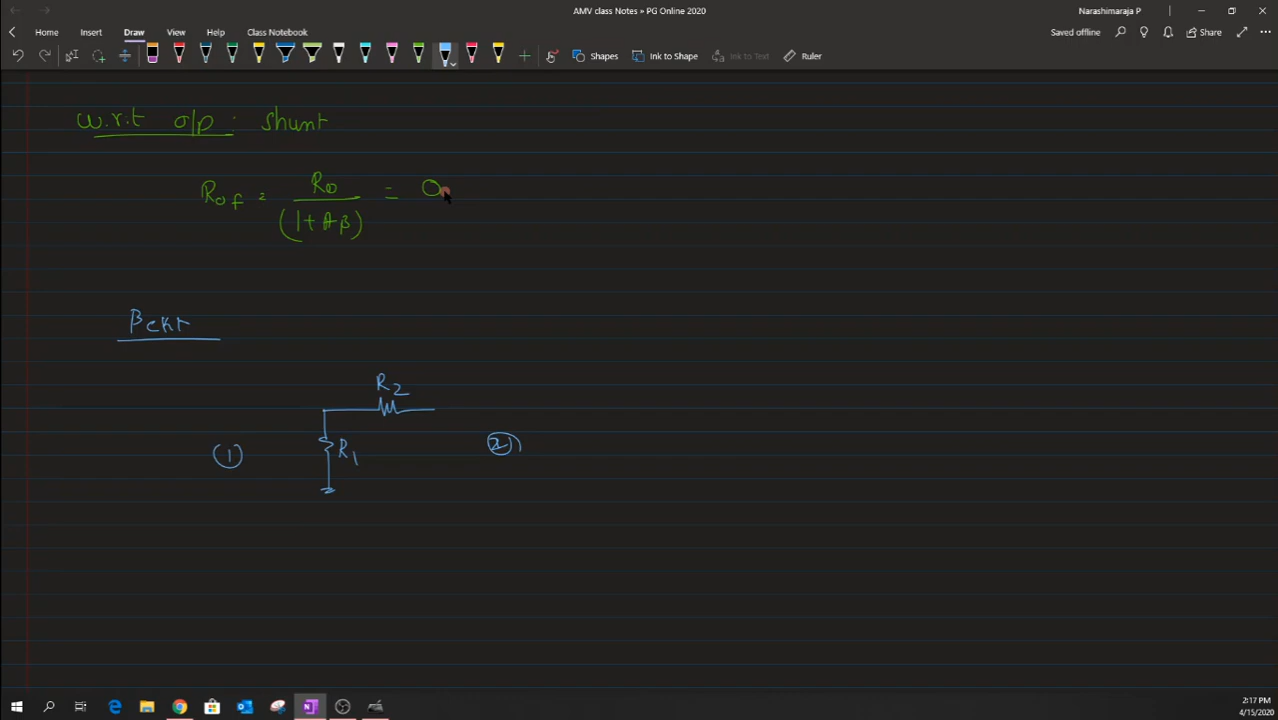 AMV class Notes » PG Online 2020
Narashimaraja P
Home Insert Draw View Help Class Notebook
Saved offline Share
Shapes Ink to Shape Ink to Text Ruler
w.r.t o/p : shunt
Rof = Ro / (1 + Aβ) = 0
β ckt
R2
(1) R1 (2)
2:17 PM
4/15/2020